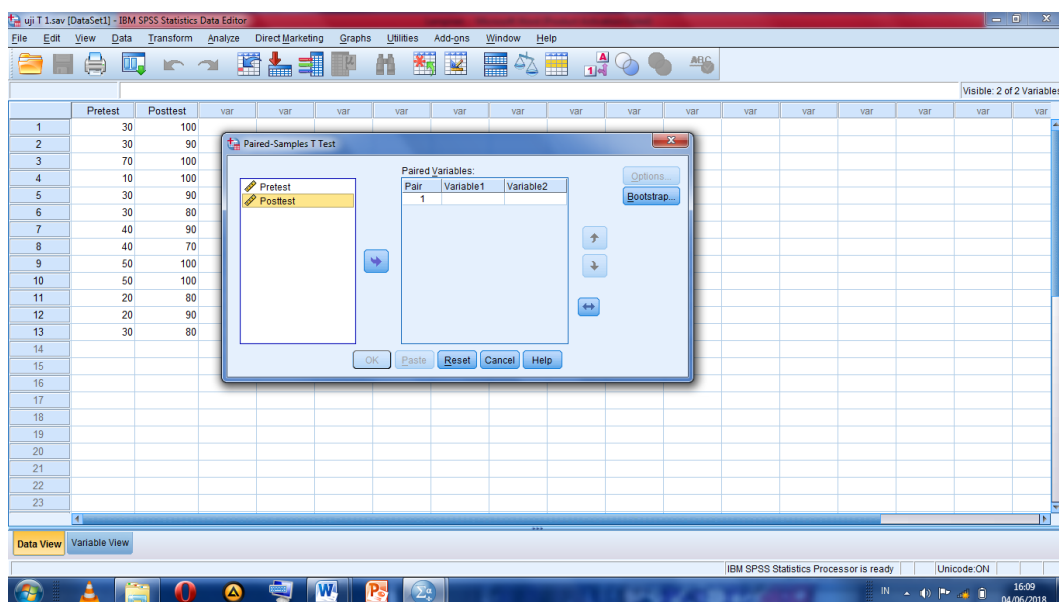 uji T 1.sav [DataSet1] - IBM SPSS Statistics Data Editor
File Edit View Data Transform Analyze Direct Marketing Graphs Utilities Add-ons Window Help
Visible: 2 of 2 Variables
Pretest Posttest var var var var var var var var var var var var var var var
1 30 100
2 30 90
3 70 100
4 10 100
5 30 90
6 30 80
7 40 90
8 40 70
9 50 100
10 50 100
11 20 80
12 20 90
13 30 80
14
15
16
17
18
19
20
21
22
23
Paired-Samples T Test
Pretest
Posttest
Paired Variables:
Pair Variable1 Variable2
1
Options...
Bootstrap...
OK Paste Reset Cancel Help
Data View Variable View
IBM SPSS Statistics Processor is ready Unicode:ON
IN 16:09
04/06/2018